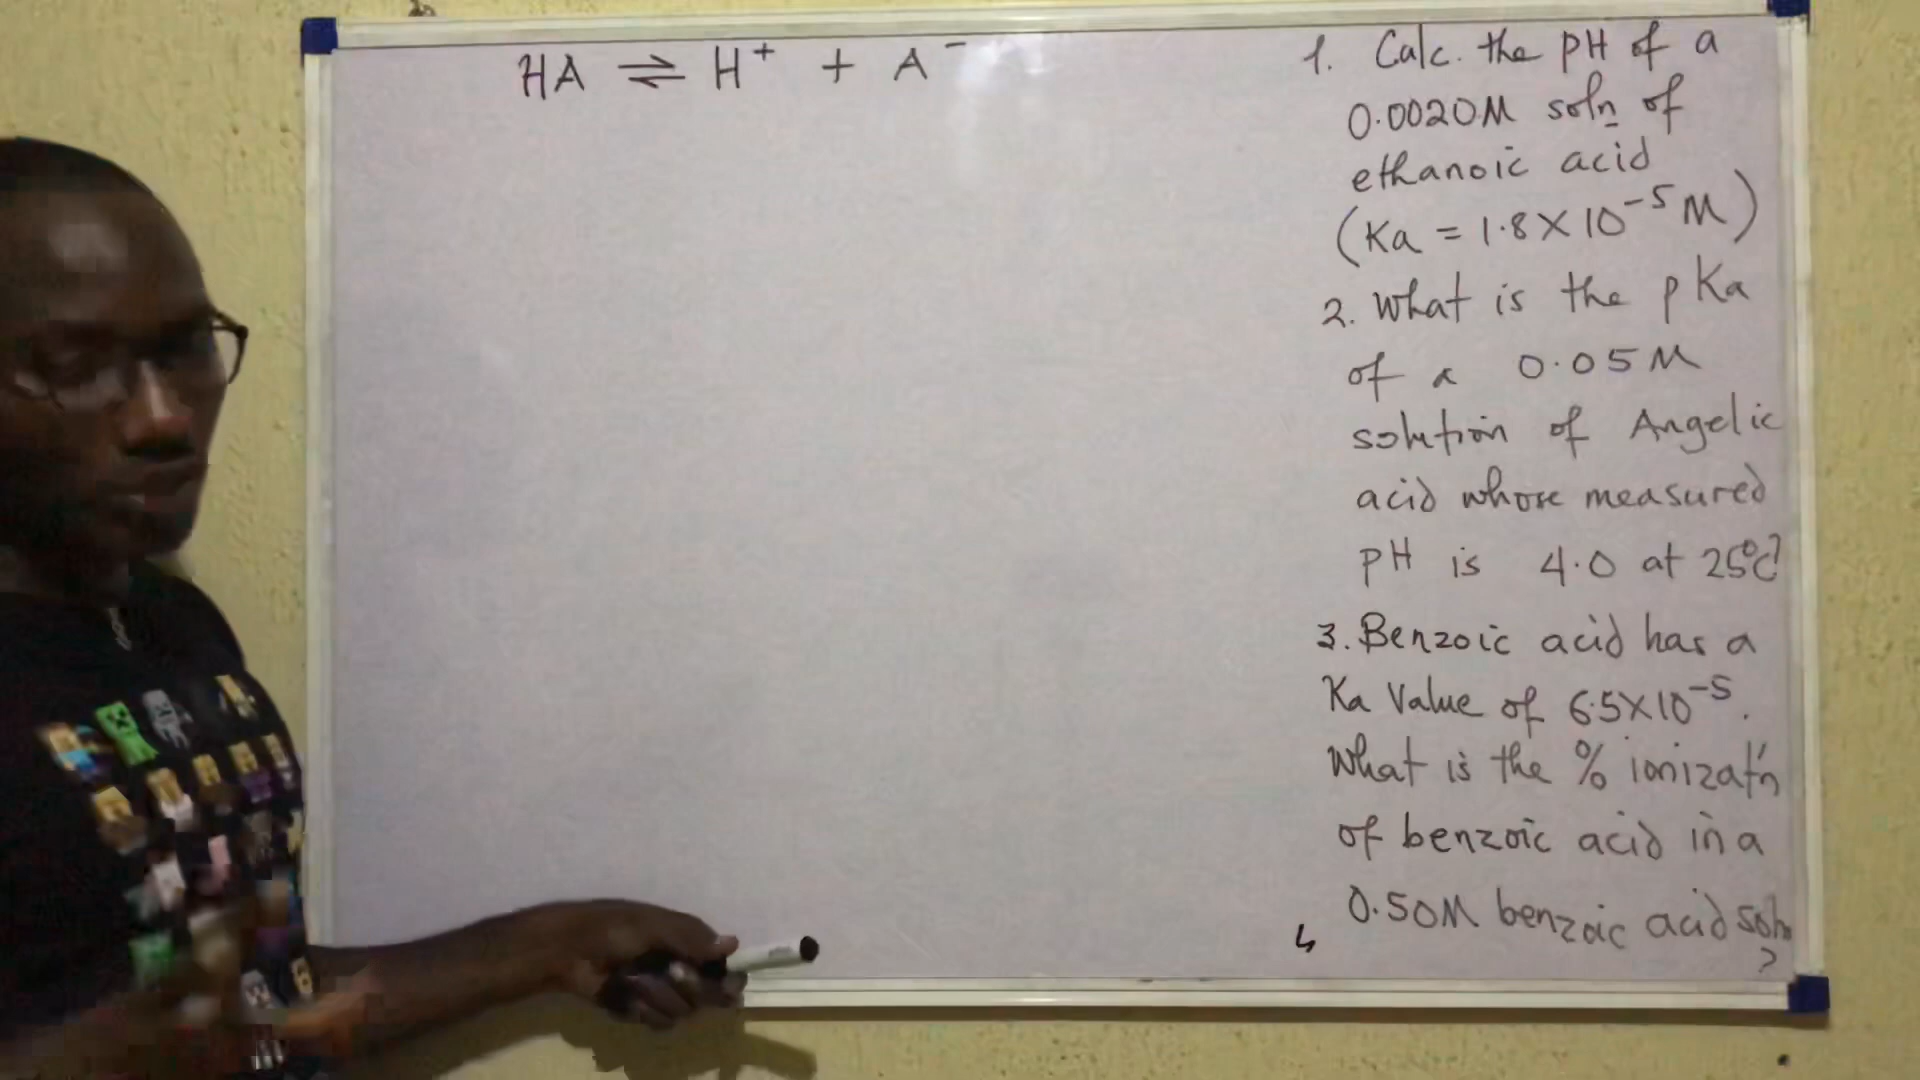 HA ⇌ H⁺ + A⁻
1. Calc. the pH of a
0.0020M soln of
ethanoic acid
(Ka = 1.8 X 10⁻⁵ M)
2. What is the pKa
of a 0.05M
solution of Angelic
acid whose measured
pH is 4.0 at 25°C?
3. Benzoic acid has a
Ka Value of 6.5X10⁻⁵.
What is the % ionizat'n
of benzoic acid in a
0.50M benzoic acid soln
?